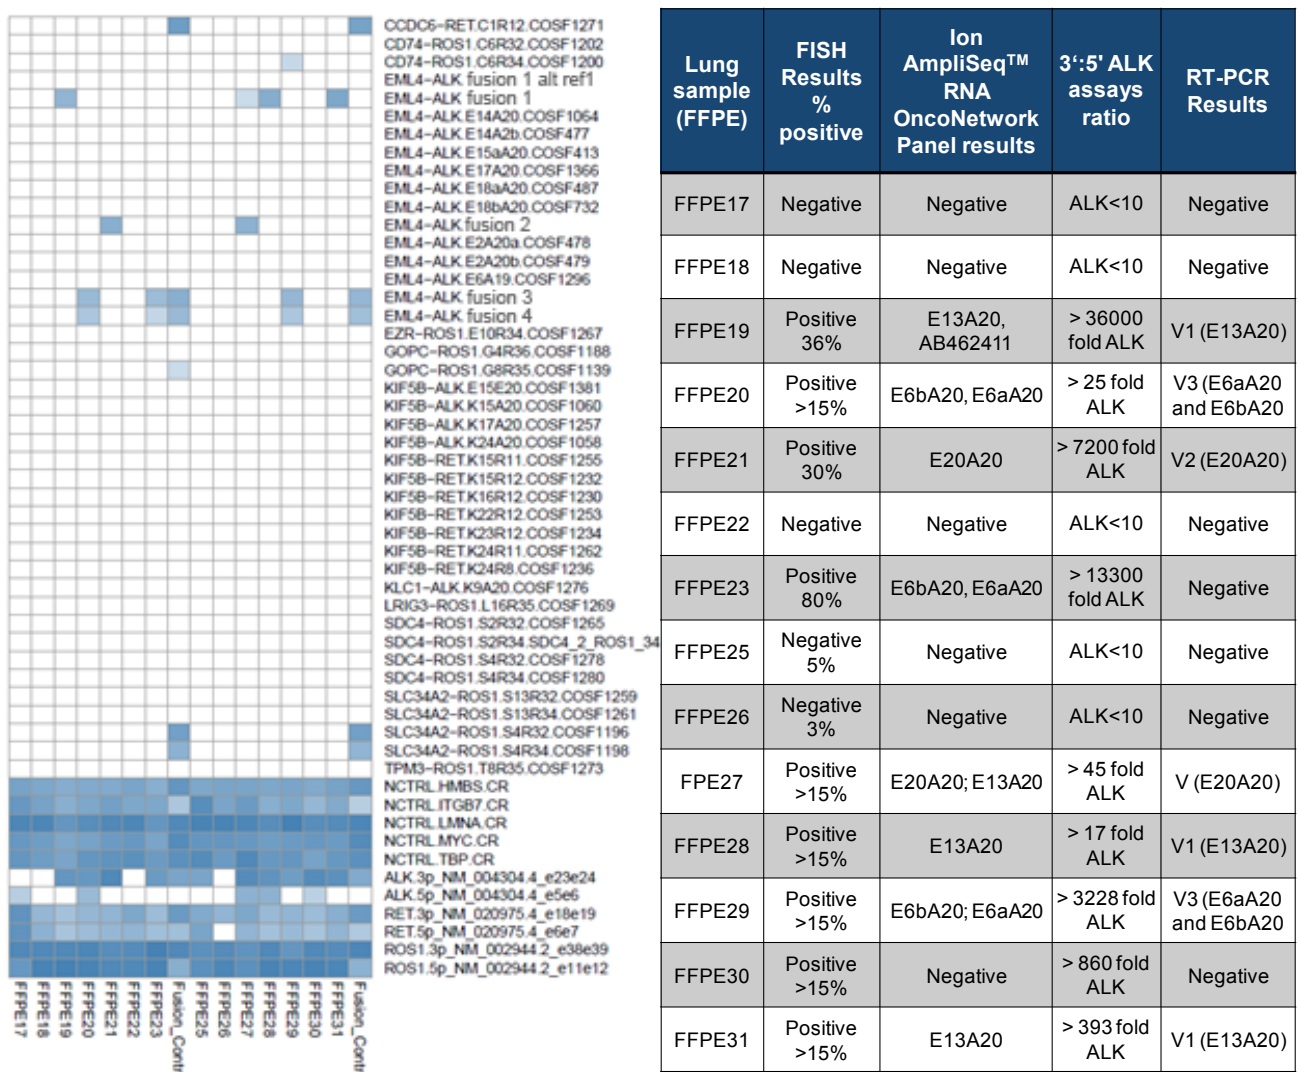 CCDC6-RET.C1R12.COSF1271
CD74-ROS1.C6R32.COSF1202
CD74-ROS1.C6R34.COSF1200
EML4-ALK fusion 1 alt ref1
EML4-ALK fusion 1
EML4-ALK.E14A20.COSF1064
EML4-ALK.E14A2b.COSF477
EML4-ALK.E15aA20.COSF413
EML4-ALK.E17A20.COSF1366
EML4-ALK.E18aA20.COSF487
EML4-ALK.E18bA20.COSF732
EML4-ALK fusion 2
EML4-ALK.E2A20a.COSF478
EML4-ALK.E2A20b.COSF479
EML4-ALK.E6A19.COSF1296
EML4-ALK fusion 3
EML4-ALK fusion 4
EZR-ROS1.E10R34.COSF1267
GOPC-ROS1.G4R36.COSF1188
GOPC-ROS1.G8R35.COSF1139
KIF5B-ALK.E15E20.COSF1381
KIF5B-ALK.K15A20.COSF1060
KIF5B-ALK.K17A20.COSF1257
KIF5B-ALK.K24A20.COSF1058
KIF5B-RET.K15R11.COSF1255
KIF5B-RET.K15R12.COSF1232
KIF5B-RET.K16R12.COSF1230
KIF5B-RET.K22R12.COSF1253
KIF5B-RET.K23R12.COSF1234
KIF5B-RET.K24R11.COSF1262
KIF5B-RET.K24R8.COSF1236
KLC1-ALK.K9A20.COSF1276
LRIG3-ROS1.L16R35.COSF1269
SDC4-ROS1.S2R32.COSF1265
SDC4-ROS1.S2R34.SDC4_2_ROS1_34
SDC4-ROS1.S4R32.COSF1278
SDC4-ROS1.S4R34.COSF1280
SLC34A2-ROS1.S13R32.COSF1259
SLC34A2-ROS1.S13R34.COSF1261
SLC34A2-ROS1.S4R32.COSF1196
SLC34A2-ROS1.S4R34.COSF1198
TPM3-ROS1.T8R35.COSF1273
NCTRL.HMBS.CR
NCTRL.ITGB7.CR
NCTRL.LMNA.CR
NCTRL.MYC.CR
NCTRL.TBP.CR
ALK.3p_NM_004304.4_e23e24
ALK.5p_NM_004304.4_e5e6
RET.3p_NM_020975.4_e18e19
RET.5p_NM_020975.4_e6e7
ROS1.3p_NM_002944.2_e38e39
ROS1.5p_NM_002944.2_e11e12
FFPE17
FFPE18
FFPE19
FFPE20
FFPE21
FFPE22
FFPE23
Fusion_Contr
FFPE25
FFPE26
FFPE27
FFPE28
FFPE29
FFPE30
FFPE31
Fusion_Contr
Lung
sample
(FFPE)
FISH
Results
%
positive
Ion
AmpliSeq™
RNA
OncoNetwork
Panel results
3':5' ALK
assays
ratio
RT-PCR
Results
FFPE17 Negative Negative ALK<10 Negative
FFPE18 Negative Negative ALK<10 Negative
FFPE19
Positive
36%
E13A20,
AB462411
> 36000
fold ALK
V1 (E13A20)
FFPE20
Positive
>15%
E6bA20, E6aA20
> 25 fold
ALK
V3 (E6aA20
and E6bA20
FFPE21
Positive
30%
E20A20
> 7200 fold
ALK
V2 (E20A20)
FFPE22 Negative Negative ALK<10 Negative
FFPE23
Positive
80%
E6bA20, E6aA20
> 13300
fold ALK
Negative
FFPE25
Negative
5%
Negative
ALK<10
Negative
FFPE26
Negative
3%
Negative
ALK<10
Negative
FPE27
Positive
>15%
E20A20; E13A20
> 45 fold
ALK
V (E20A20)
FFPE28
Positive
>15%
E13A20
> 17 fold
ALK
V1 (E13A20)
FFPE29
Positive
>15%
E6bA20; E6aA20
> 3228 fold
ALK
V3 (E6aA20
and E6bA20
FFPE30
Positive
>15%
Negative
> 860 fold
ALK
Negative
FFPE31
Positive
>15%
E13A20
> 393 fold
ALK
V1 (E13A20)